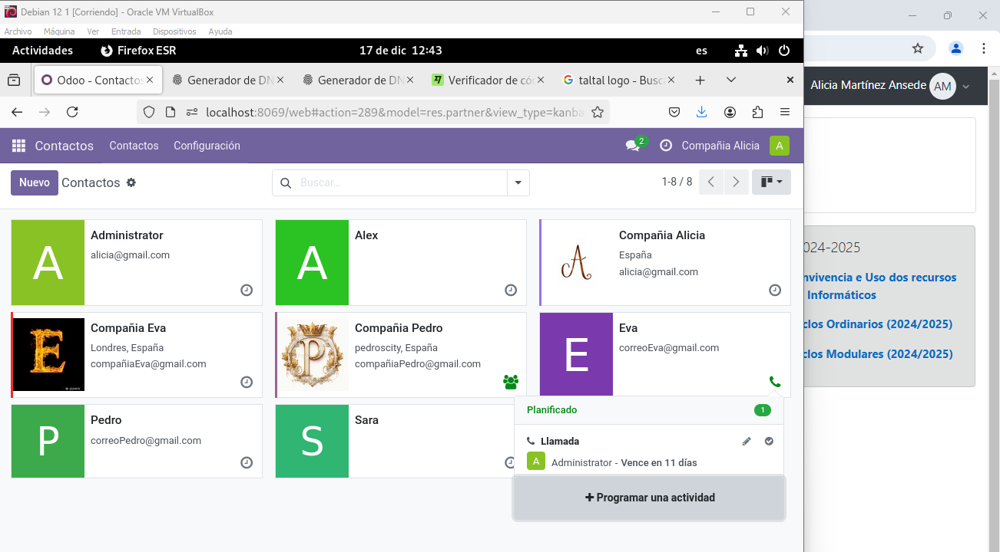 Debian 12 1 [Corriendo] - Oracle VM VirtualBox
Archivo Máquina Ver Entrada Dispositivos Ayuda
Actividades Firefox ESR 17 de dic 12:43 es
Odoo - Contactos Generador de DN Generador de DN Verificador de có taltal logo - Busc
localhost:8069/web#action=289&model=res.partner&view_type=kanba
Alicia Martínez Ansede AM
Contactos Contactos Configuración 2 Compañia Alicia A
Nuevo Contactos Buscar... 1-8 / 8
A
Administrator
alicia@gmail.com
A
Alex
A
Compañia Alicia
España
alicia@gmail.com
E
Compañia Eva
Londres, España
compañiaEva@gmail.com
P
Compañia Pedro
pedroscity, España
compañiaPedro@gmail.com
E
Eva
correoEva@gmail.com
P
Pedro
correoPedro@gmail.com
S
Sara
Planificado 1
Llamada
A Administrator - Vence en 11 días
Programar una actividad
024-2025
nvivencia e Uso dos recursos
Informáticos
clos Ordinarios (2024/2025)
clos Modulares (2024/2025)